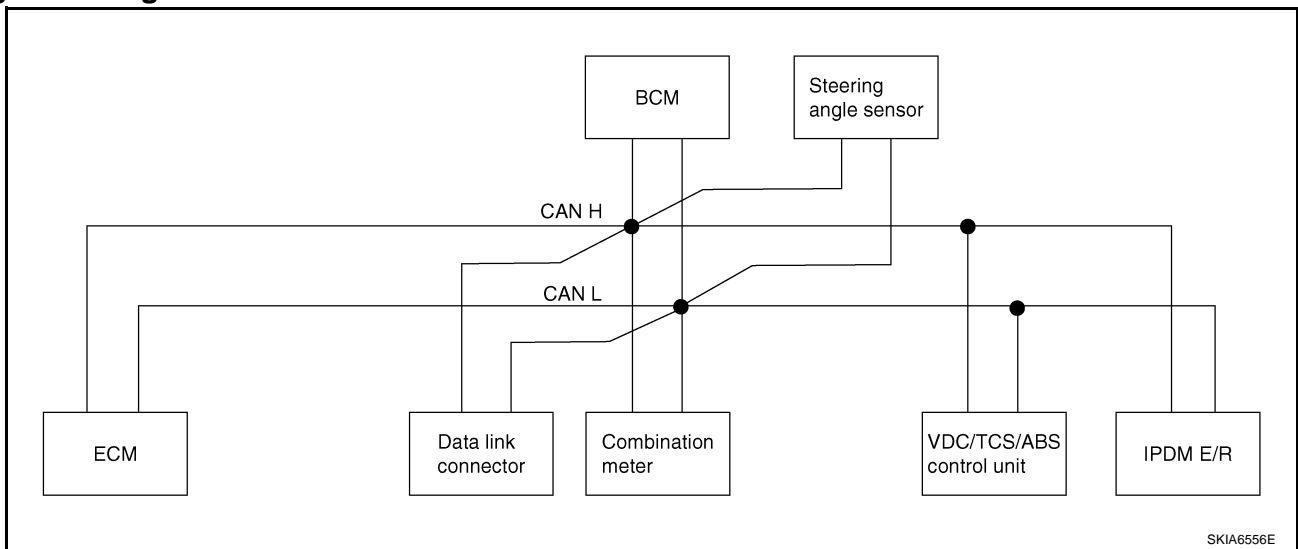 BCM
Steering
angle sensor
CAN H
CAN L
ECM
Data link
connector
Combination
meter
VDC/TCS/ABS
control unit
IPDM E/R
SKIA6556E